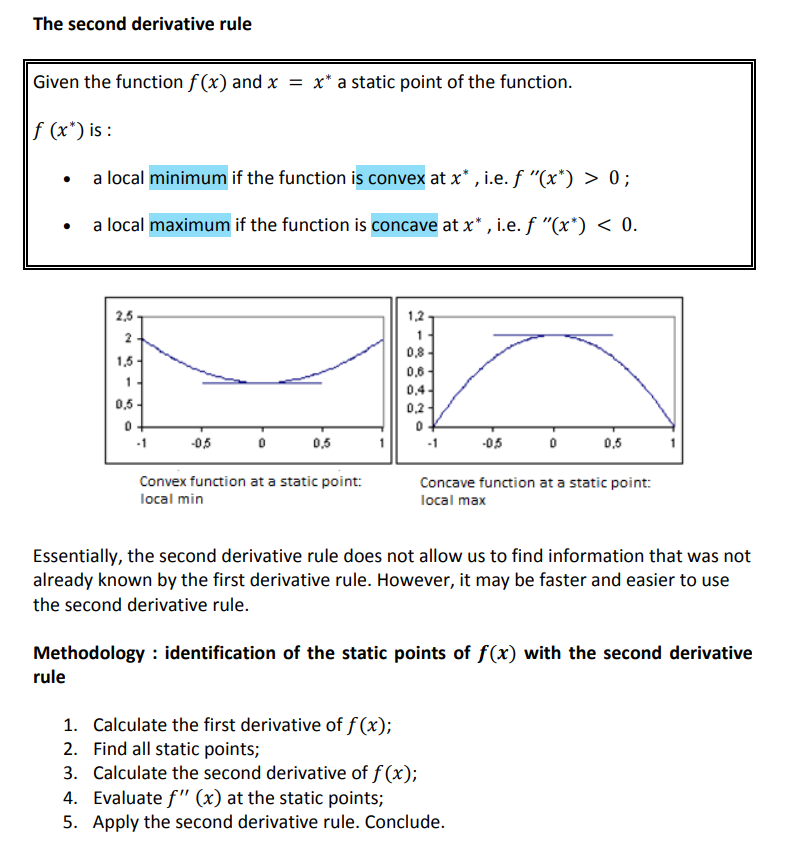 The second derivative rule
Given the function f(x) and x = x* a static point of the function.
f (x*) is :
• a local minimum if the function is convex at x* , i.e. f ″(x*) > 0 ;
• a local maximum if the function is concave at x* , i.e. f ″(x*) < 0.
2,5
2
1,5
1
0,5
0
-1 -0,5 0 0,5 1
1,2
1
0,8
0,6
0,4
0,2
0
-1 -0,5 0 0,5 1
Convex function at a static point:
local min
Concave function at a static point:
local max
Essentially, the second derivative rule does not allow us to find information that was not
already known by the first derivative rule. However, it may be faster and easier to use
the second derivative rule.
Methodology : identification of the static points of f(x) with the second derivative
rule
1. Calculate the first derivative of f(x);
2. Find all static points;
3. Calculate the second derivative of f(x);
4. Evaluate f″ (x) at the static points;
5. Apply the second derivative rule. Conclude.